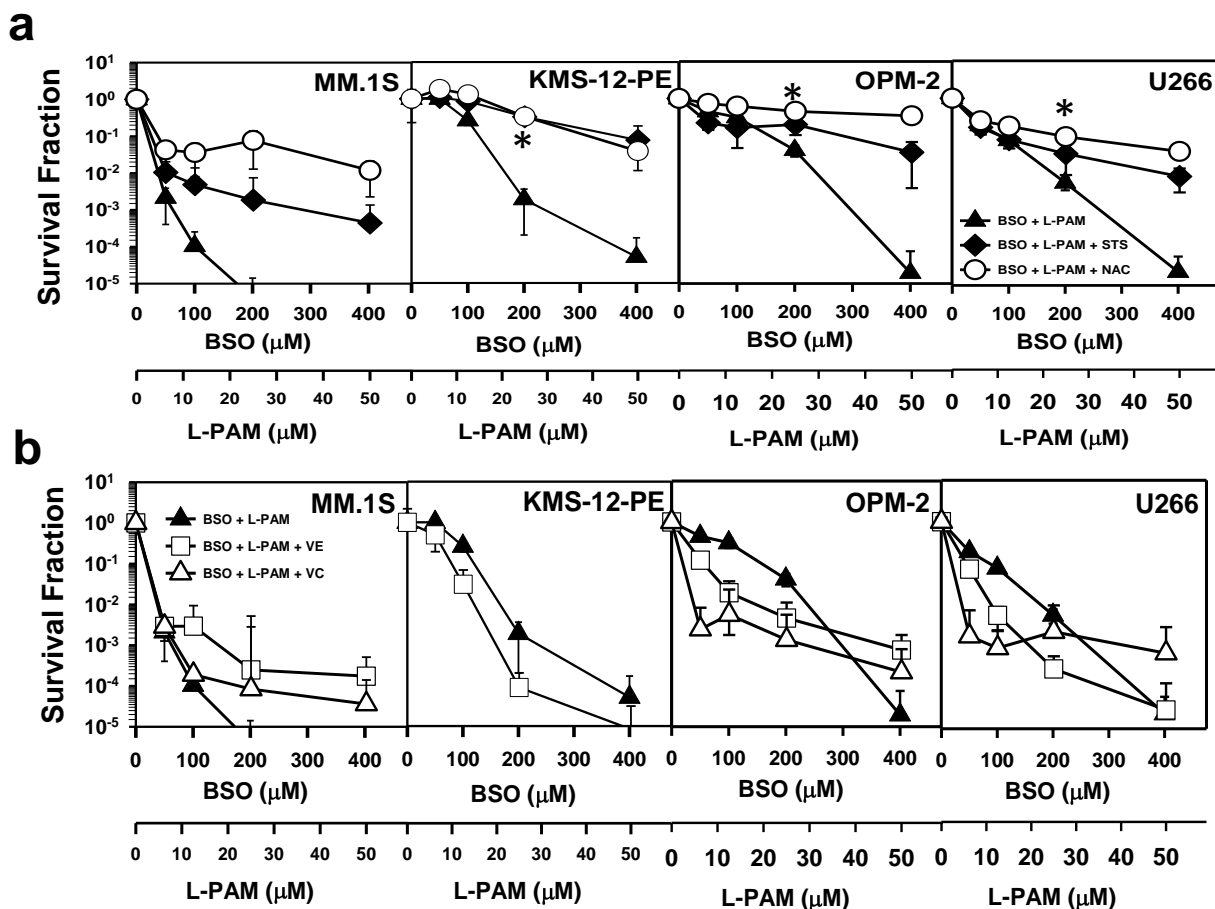 a
MM.1S KMS-12-PE OPM-2 U266
Survival Fraction
10¹
10⁰
10⁻¹
10⁻²
10⁻³
10⁻⁴
10⁻⁵
* * *
BSO + L-PAM
BSO + L-PAM + STS
BSO + L-PAM + NAC
0 100 200 300 400 0 100 200 300 400 0 100 200 300 400 0 100 200 300 400
BSO (μM) BSO (μM) BSO (μM) BSO (μM)
0 10 20 30 40 50 0 10 20 30 40 50 0 10 20 30 40 50 0 10 20 30 40 50
L-PAM (μM) L-PAM (μM) L-PAM (μM) L-PAM (μM)
b
MM.1S KMS-12-PE OPM-2 U266
Survival Fraction
10¹
10⁰
10⁻¹
10⁻²
10⁻³
10⁻⁴
10⁻⁵
BSO + L-PAM
BSO + L-PAM + VE
BSO + L-PAM + VC
0 100 200 300 400 0 100 200 300 400 0 100 200 300 400 0 100 200 300 400
BSO (μM) BSO (μM) BSO (μM) BSO (μM)
0 10 20 30 40 50 0 10 20 30 40 50 0 10 20 30 40 50 0 10 20 30 40 50
L-PAM (μM) L-PAM (μM) L-PAM (μM) L-PAM (μM)